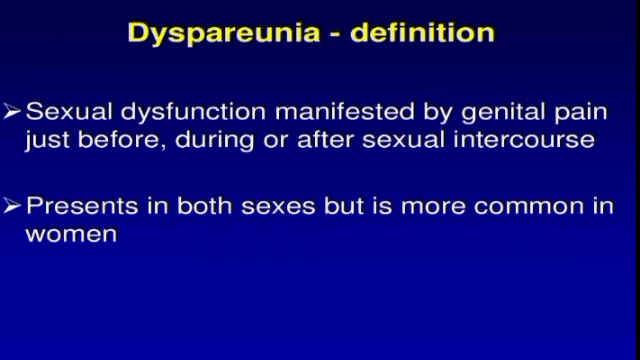 Dyspareunia - definition
➢Sexual dysfunction manifested by genital pain
just before, during or after sexual intercourse
➢Presents in both sexes but is more common in
women